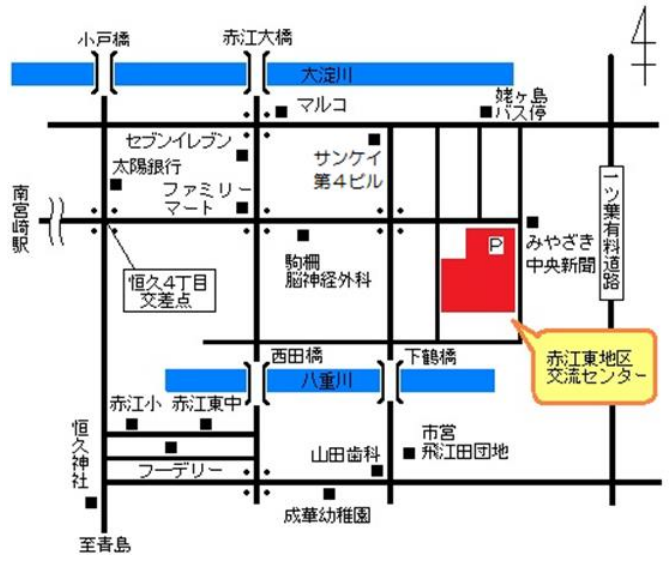 小戸橋
赤江大橋
大淀川
マルコ
姥ヶ島
バス停
セブンイレブン
サンケイ
第4ビル
太陽銀行
ファミリー
マート
南宮崎駅
一ツ葉有料道路
P
みやざき
中央新聞
駒柵
脳神経外科
恒久4丁目
交差点
赤江東地区
交流センター
西田橋
下鶴橋
八重川
赤江小
赤江東中
恒久神社
フーデリー
山田歯科
市営
飛江田団地
成華幼稚園
至青島